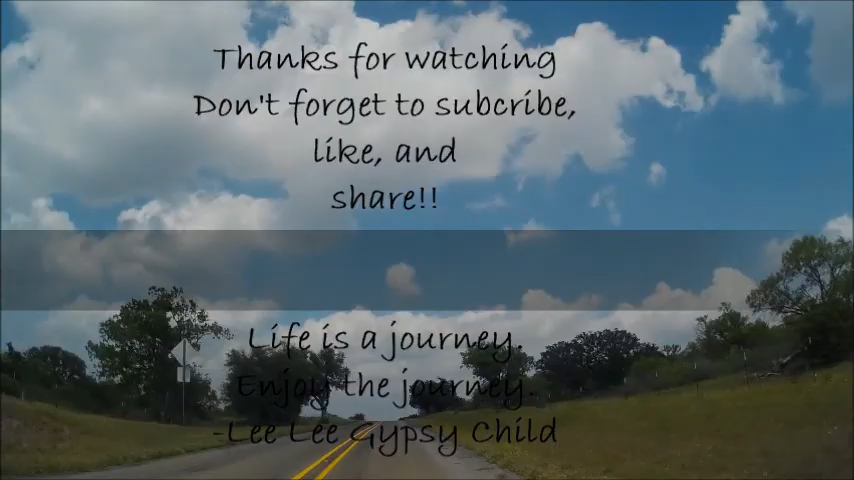 Thanks for watching
Don't forget to subcribe,
like, and
share!!
Life is a journey.
Enjoy the journey.
-Lee Lee Gypsy Child